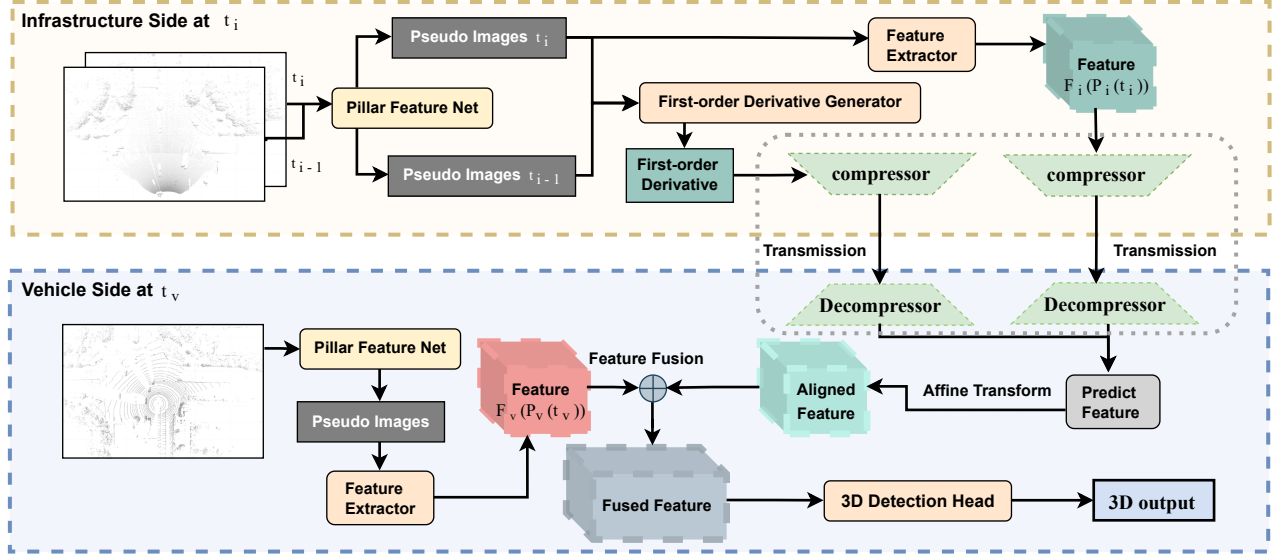 Infrastructure Side at t i
t i
t i - 1
Pillar Feature Net
Pseudo Images t i
Pseudo Images t i - 1
First-order Derivative Generator
First-order
Derivative
Feature
Extractor
Feature
F i (P i (t i ))
compressor
compressor
Transmission
Transmission
Vehicle Side at t v
Decompressor
Decompressor
Pillar Feature Net
Pseudo Images
Feature
Extractor
Feature
F v (P v (t v ))
Feature Fusion
Aligned
Feature
Affine Transform
Predict
Feature
Fused Feature
3D Detection Head
3D output